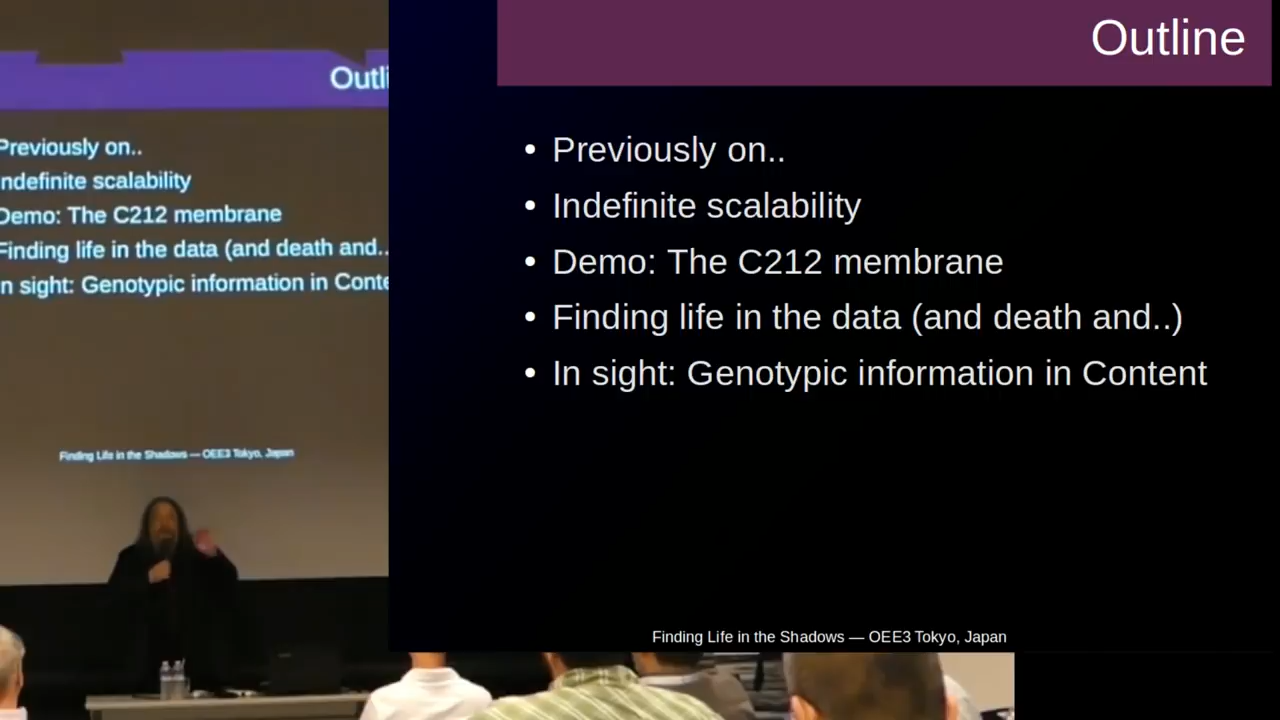 Outli
Previously on..
ndefinite scalability
Demo: The C212 membrane
Finding life in the data (and death and..
n sight: Genotypic information in Conte
Finding Life in the Shadows — OEE3 Tokyo, Japan
Outline
• Previously on..
• Indefinite scalability
• Demo: The C212 membrane
• Finding life in the data (and death and..)
• In sight: Genotypic information in Content
Finding Life in the Shadows — OEE3 Tokyo, Japan